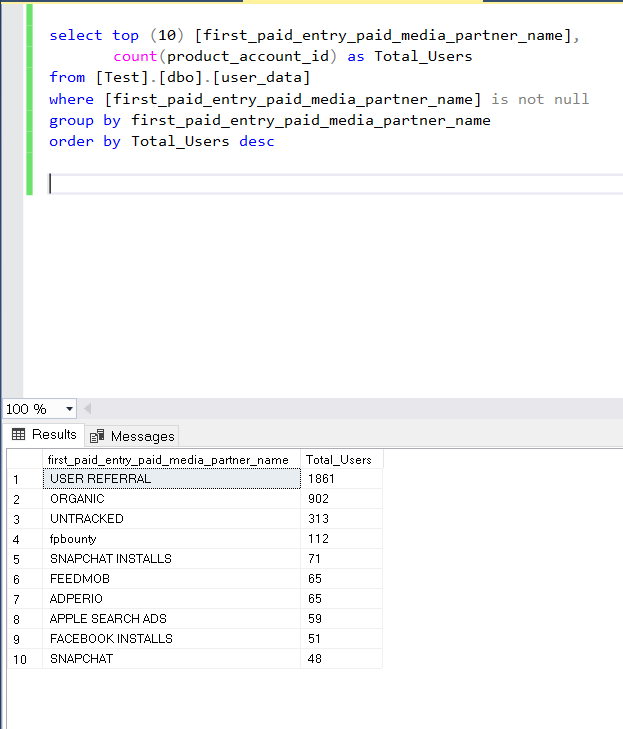 select top (10) [first_paid_entry_paid_media_partner_name],
count(product_account_id) as Total_Users
from [Test].[dbo].[user_data]
where [first_paid_entry_paid_media_partner_name] is not null
group by first_paid_entry_paid_media_partner_name
order by Total_Users desc
100 %
Results Messages
first_paid_entry_paid_media_partner_name Total_Users
1 USER REFERRAL 1861
2 ORGANIC 902
3 UNTRACKED 313
4 fpbounty 112
5 SNAPCHAT INSTALLS 71
6 FEEDMOB 65
7 ADPERIO 65
8 APPLE SEARCH ADS 59
9 FACEBOOK INSTALLS 51
10 SNAPCHAT 48